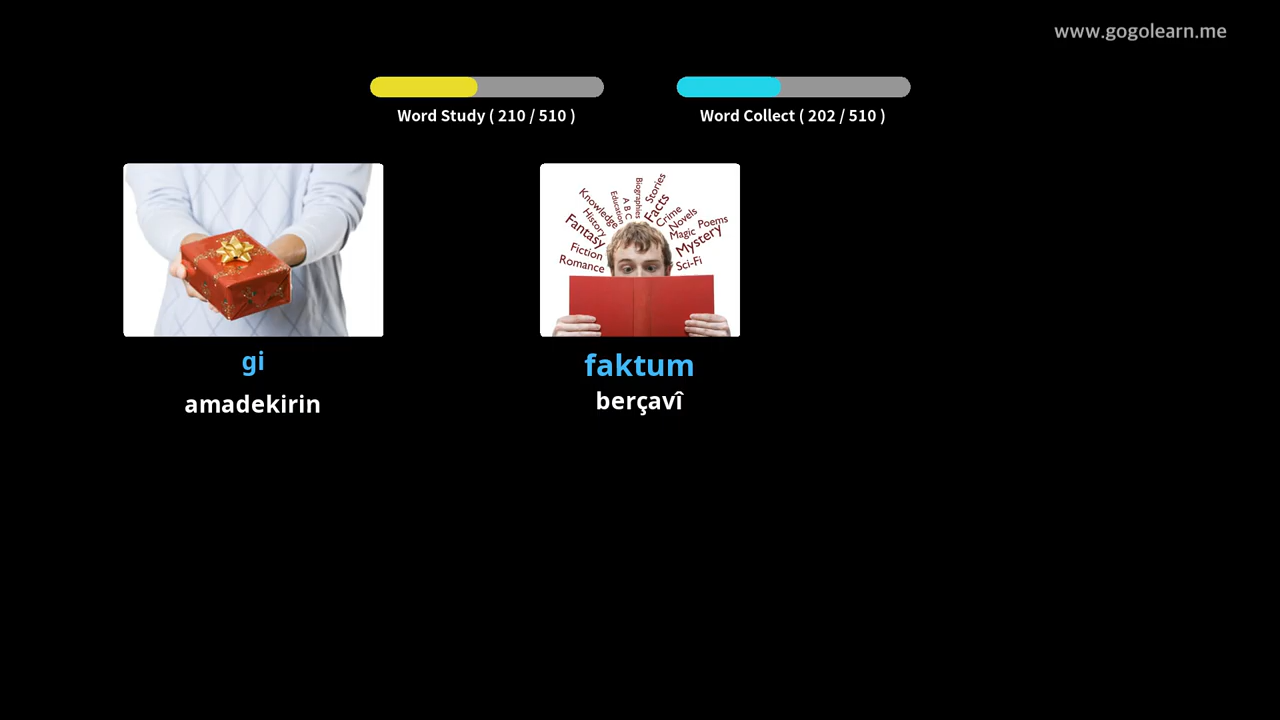 www.gogolearn.me
Word Study ( 210 / 510 )
Word Collect ( 202 / 510 )
Knowledge
History
Fantasy
Fiction
Romance
Education
A B C
Biographies
Stories
Facts
Crime
Novels
Magic
Poems
Mystery
Sci-Fi
gi
amadekirin
faktum
berçavî